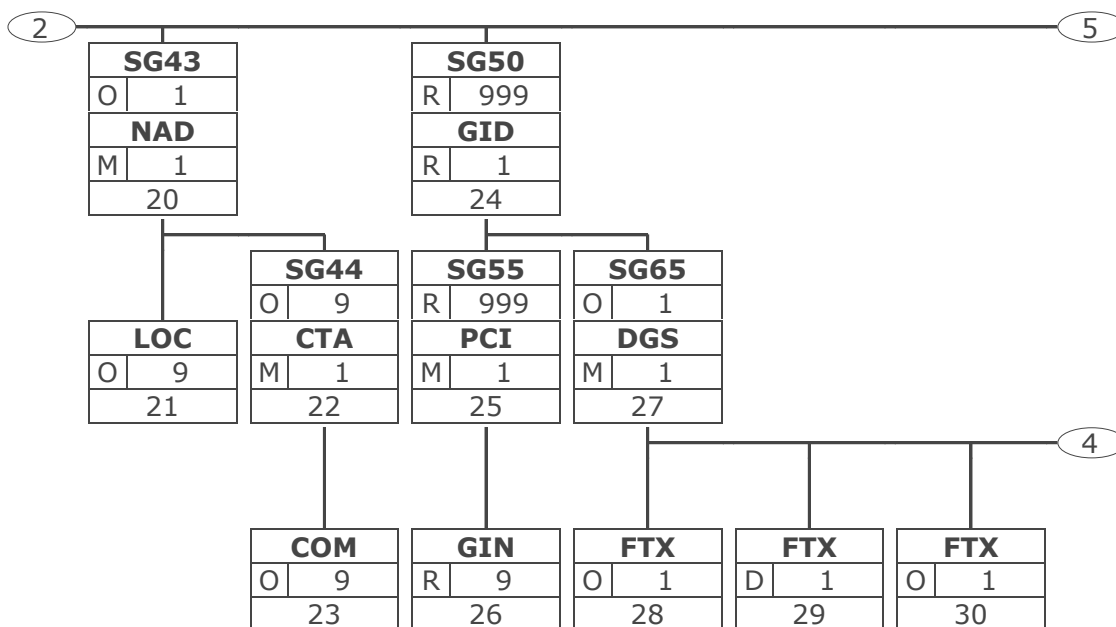 2 5
SG43 SG50
O 1 R 999
NAD GID
M 1 R 1
20 24
SG44 SG55 SG65
O 9 R 999 O 1
LOC CTA PCI DGS
O 9 M 1 M 1 M 1
21 22 25 27
4
COM GIN FTX FTX FTX
O 9 R 9 O 1 D 1 O 1
23 26 28 29 30